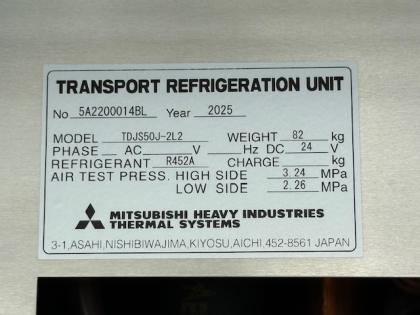 TRANSPORT REFRIGERATION UNIT
No 5A2200014BL Year 2025
MODEL TDJS50J-2L2 WEIGHT 82 kg
PHASE AC V Hz DC 24 V
REFRIGERANT R452A CHARGE kg
AIR TEST PRESS. HIGH SIDE 3.24 MPa
LOW SIDE 2.26 MPa
MITSUBISHI HEAVY INDUSTRIES
THERMAL SYSTEMS
3-1,ASAHI,NISHIBIWAJIMA,KIYOSU,AICHI,452-8561 JAPAN